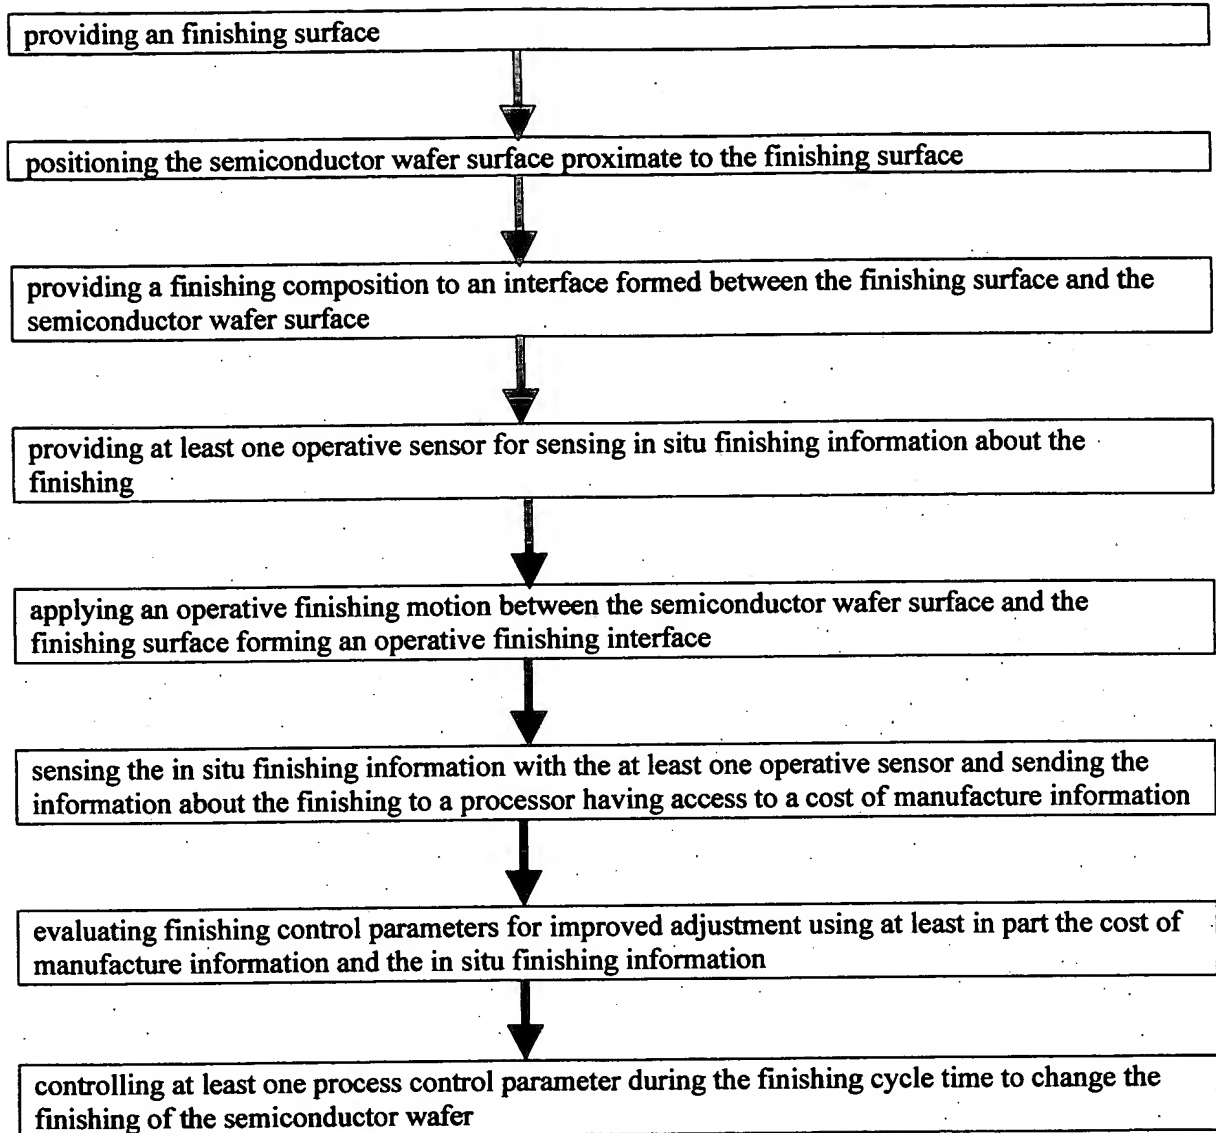 providing an finishing surface
positioning the semiconductor wafer surface proximate to the finishing surface
providing a finishing composition to an interface formed between the finishing surface and the
semiconductor wafer surface
providing at least one operative sensor for sensing in situ finishing information about the
finishing
applying an operative finishing motion between the semiconductor wafer surface and the
finishing surface forming an operative finishing interface
sensing the in situ finishing information with the at least one operative sensor and sending the
information about the finishing to a processor having access to a cost of manufacture information
evaluating finishing control parameters for improved adjustment using at least in part the cost of
manufacture information and the in situ finishing information
controlling at least one process control parameter during the finishing cycle time to change the
finishing of the semiconductor wafer